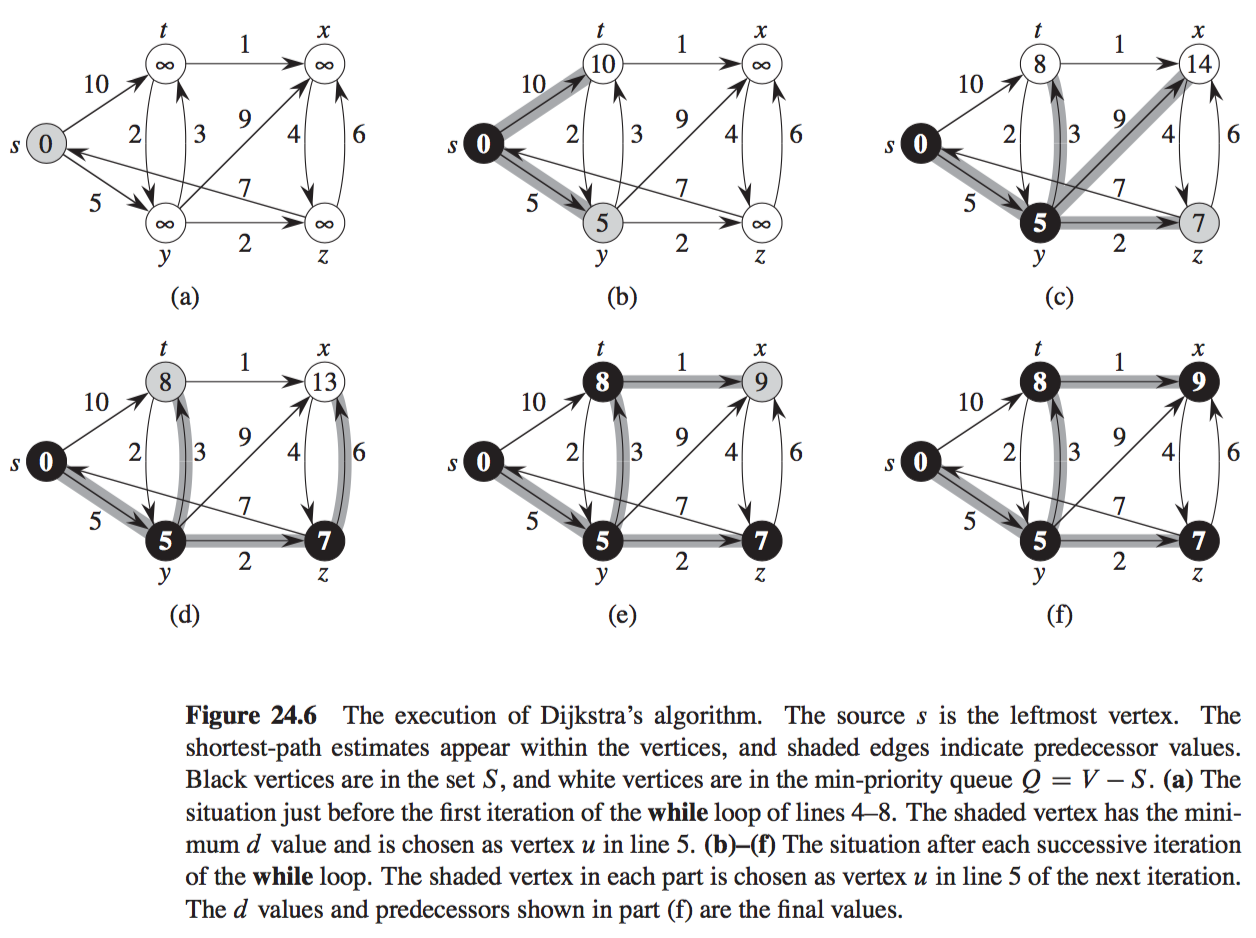 t x t x t x
1 1 1
∞ ∞ 10 ∞ 8 14
10 10 10
s 0 2 3 9 4 6 s 0 2 3 9 4 6 s 0 2 3 9 4 6
5 7 5 7 5 7
∞ ∞ 5 ∞ 5 7
2 2 2
y z y z y z
(a) (b) (c)
t x t x t x
1 1 1
8 13 8 9 8 9
10 10 10
s 0 2 3 9 4 6 s 0 2 3 9 4 6 s 0 2 3 9 4 6
5 7 5 7 5 7
5 7 5 7 5 7
2 2 2
y z y z y z
(d) (e) (f)
Figure 24.6 The execution of Dijkstra’s algorithm. The source s is the leftmost vertex. The
shortest-path estimates appear within the vertices, and shaded edges indicate predecessor values.
Black vertices are in the set S, and white vertices are in the min-priority queue Q = V − S. (a) The
situation just before the first iteration of the while loop of lines 4–8. The shaded vertex has the mini-
mum d value and is chosen as vertex u in line 5. (b)–(f) The situation after each successive iteration
of the while loop. The shaded vertex in each part is chosen as vertex u in line 5 of the next iteration.
The d values and predecessors shown in part (f) are the final values.